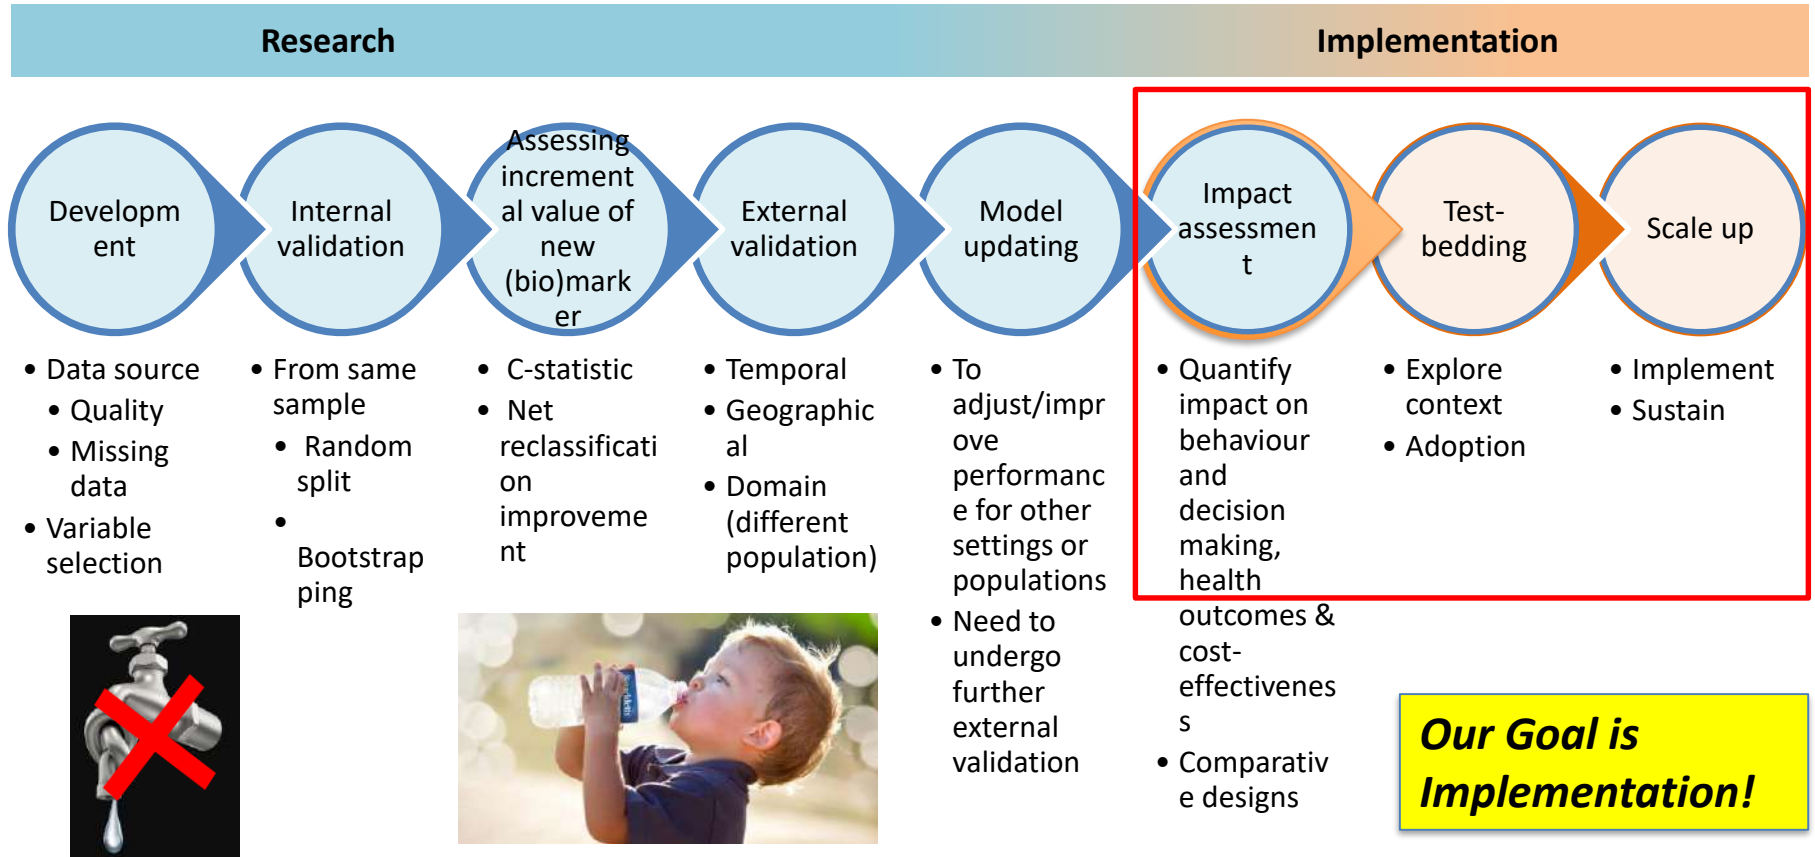 Research
Implementation
Developm
ent
Internal
validation
Assessing
increment
al value of
new
(bio)mark
er
External
validation
Model
updating
Impact
assessmen
t
Test-
bedding
Scale up
• Data source
• Quality
• Missing
data
• Variable
selection
• From same
sample
• Random
split
•
Bootstrap
ping
• C-statistic
• Net
reclassificati
on
improveme
nt
• Temporal
• Geographic
al
• Domain
(different
population)
• To
adjust/impr
ove
performanc
e for other
settings or
populations
• Need to
undergo
further
external
validation
• Quantify
impact on
behaviour
and
decision
making,
health
outcomes &
cost-
effectivenes
s
• Comparativ
e designs
• Explore
context
• Adoption
• Implement
• Sustain
Our Goal is
Implementation!